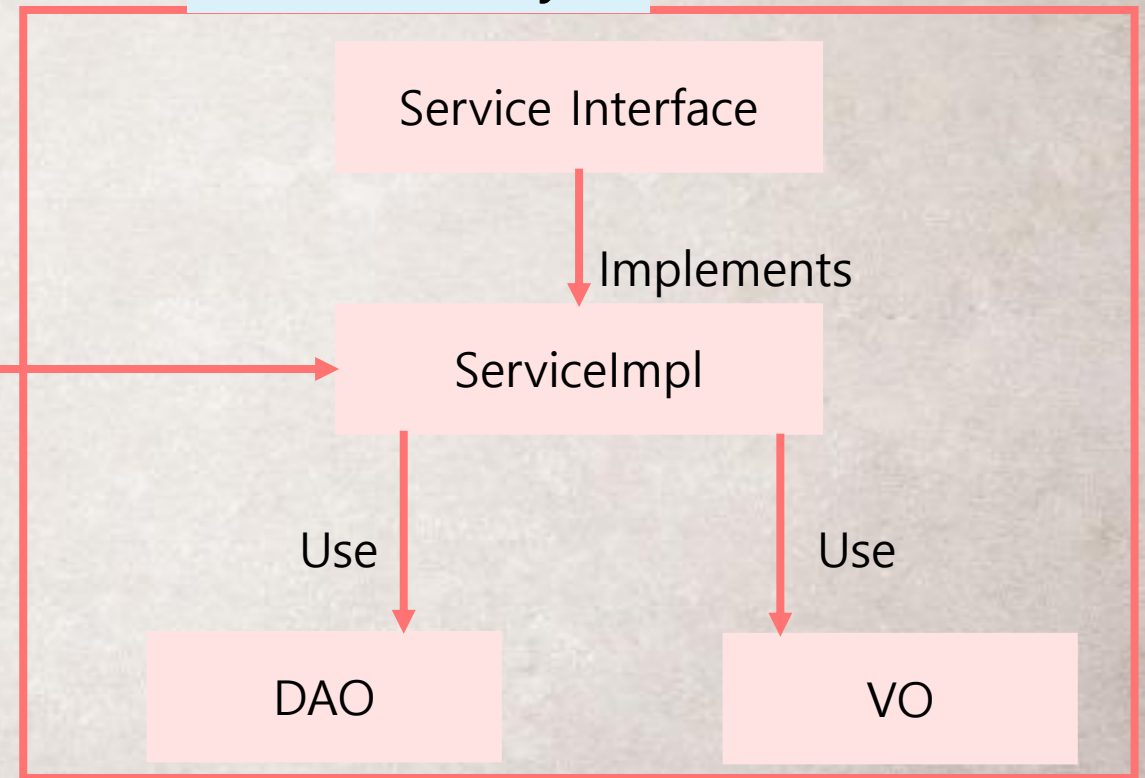 Service Interface
Implements
ServiceImpl
Use
Use
DAO
VO